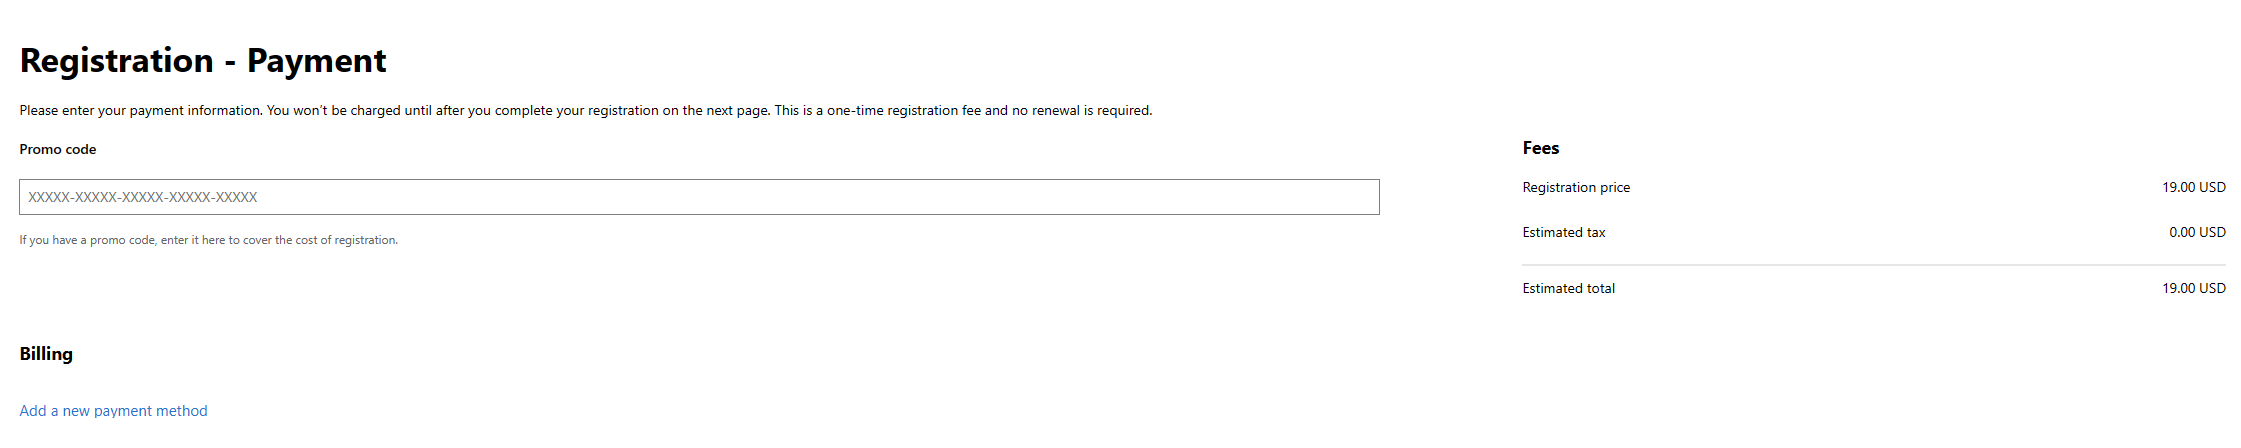 Registration - Payment
Please enter your payment information. You won’t be charged until after you complete your registration on the next page. This is a one-time registration fee and no renewal is required.
Promo code
XXXXX-XXXXX-XXXXX-XXXXX-XXXXX
If you have a promo code, enter it here to cover the cost of registration.
Fees
Registration price 19.00 USD
Estimated tax 0.00 USD
Estimated total 19.00 USD
Billing
Add a new payment method